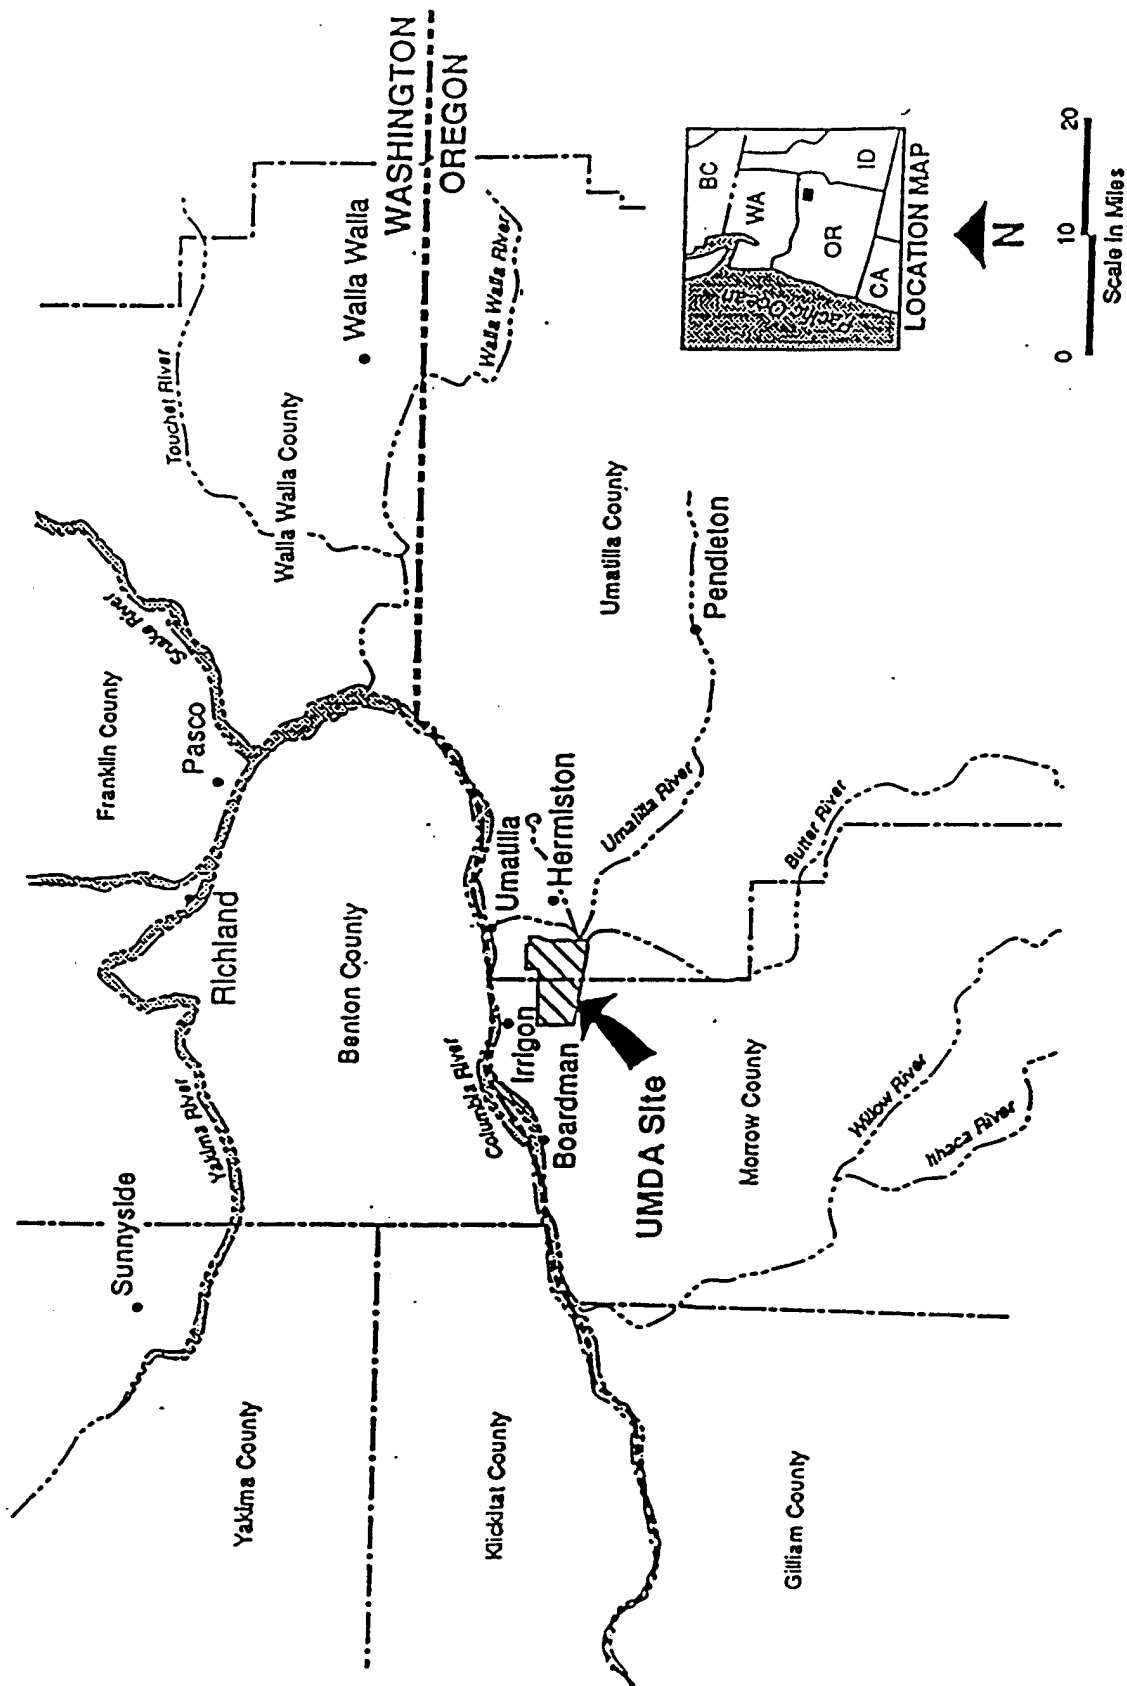 Franklin County
Snake River
Pasco
Touchet River
Walla Walla County
Walla Walla
WASHINGTON
OREGON
Walla Walla River
Sunnyside
Yakima River
Richland
Benton County
Yakima County
Klickitat County
Columbia River
Irrigon
Boardman
Umatilla
Hermiston
Umatilla County
Umatilla River
Pendleton
Butter River
UMDA Site
Morrow County
Willow River
Ithaca River
Gilliam County
BC
WA
OR
ID
CA
Pacific Ocean
LOCATION MAP
N
0 10 20
Scale in Miles